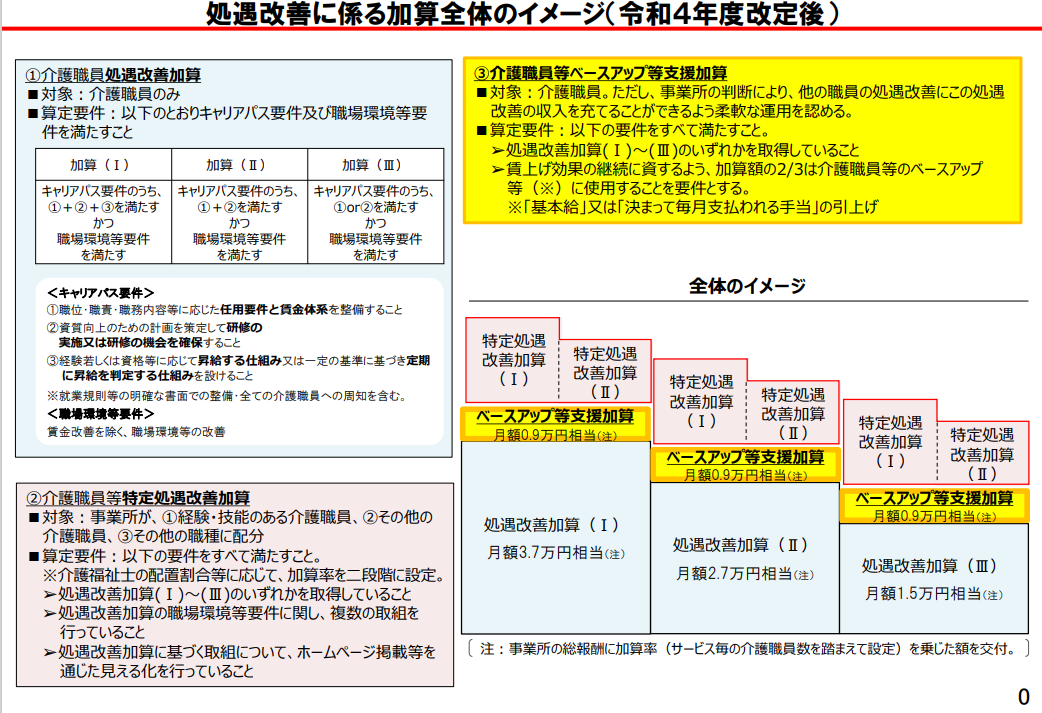 処遇改善に係る加算全体のイメージ(令和4年度改定後)
①介護職員処遇改善加算
■対象：介護職員のみ
■算定要件：以下のとおりキャリアパス要件及び職場環境等要
件を満たすこと
加算（Ⅰ）
加算（Ⅱ）
加算（Ⅲ）
キャリアパス要件のうち、
①＋②＋③を満たす
かつ
職場環境等要件
を満たす
キャリアパス要件のうち、
①＋②を満たす
かつ
職場環境等要件
を満たす
キャリアパス要件のうち、
①or②を満たす
かつ
職場環境等要件
を満たす
＜キャリアパス要件＞
①職位・職責・職務内容等に応じた任用要件と賃金体系を整備すること
②資質向上のための計画を策定して研修の
実施又は研修の機会を確保すること
③経験若しくは資格等に応じて昇給する仕組み又は一定の基準に基づき定期
に昇給を判定する仕組みを設けること
※就業規則等の明確な書面での整備・全ての介護職員への周知を含む。
＜職場環境等要件＞
賃金改善を除く、職場環境等の改善
②介護職員等特定処遇改善加算
■対象：事業所が、①経験・技能のある介護職員、②その他の
介護職員、③その他の職種に配分
■算定要件：以下の要件をすべて満たすこと。
※介護福祉士の配置割合等に応じて、加算率を二段階に設定。
➢処遇改善加算(Ⅰ)～(Ⅲ)のいずれかを取得していること
➢処遇改善加算の職場環境等要件に関し、複数の取組を
行っていること
➢処遇改善加算に基づく取組について、ホームページ掲載等を
通じた見える化を行っていること
③介護職員等ベースアップ等支援加算
■対象：介護職員。ただし、事業所の判断により、他の職員の処遇改善にこの処遇
改善の収入を充てることができるよう柔軟な運用を認める。
■算定要件：以下の要件をすべて満たすこと。
➢処遇改善加算(Ⅰ)～(Ⅲ)のいずれかを取得していること
➢賃上げ効果の継続に資するよう、加算額の2/3は介護職員等のベースアップ
等（※）に使用することを要件とする。
※「基本給」又は「決まって毎月支払われる手当」の引上げ
全体のイメージ
特定処遇
改善加算
（Ⅰ）
特定処遇
改善加算
（Ⅱ）
ベースアップ等支援加算
月額0.9万円相当(注)
処遇改善加算（Ⅰ）
月額3.7万円相当(注)
特定処遇
改善加算
（Ⅰ）
特定処遇
改善加算
（Ⅱ）
ベースアップ等支援加算
月額0.9万円相当(注)
処遇改善加算（Ⅱ）
月額2.7万円相当(注)
特定処遇
改善加算
（Ⅰ）
特定処遇
改善加算
（Ⅱ）
ベースアップ等支援加算
月額0.9万円相当(注)
処遇改善加算（Ⅲ）
月額1.5万円相当(注)
〔 注：事業所の総報酬に加算率（サービス毎の介護職員数を踏まえて設定）を乗じた額を交付。 〕
0